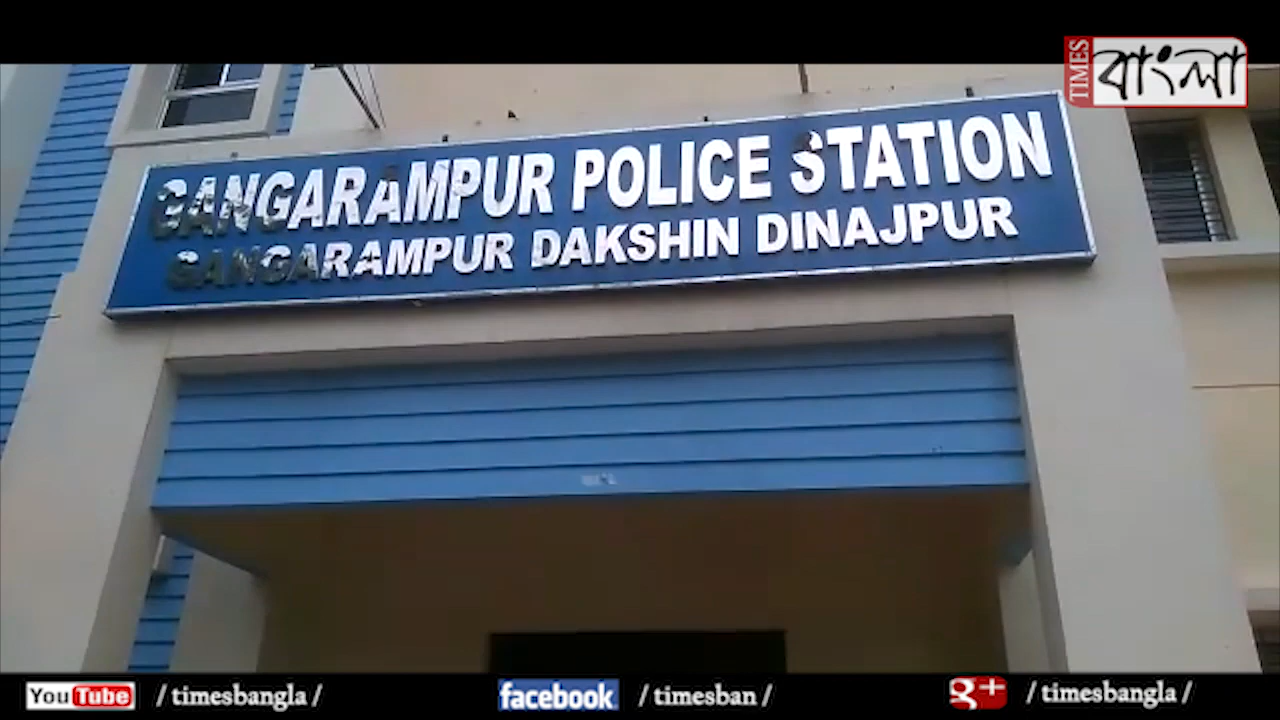 TIMES
বাংলা
GANGARAMPUR POLICE STATION
GANGARAMPUR DAKSHIN DINAJPUR
YouTube / timesbangla /
facebook / timesban /
g+ / timesbangla /